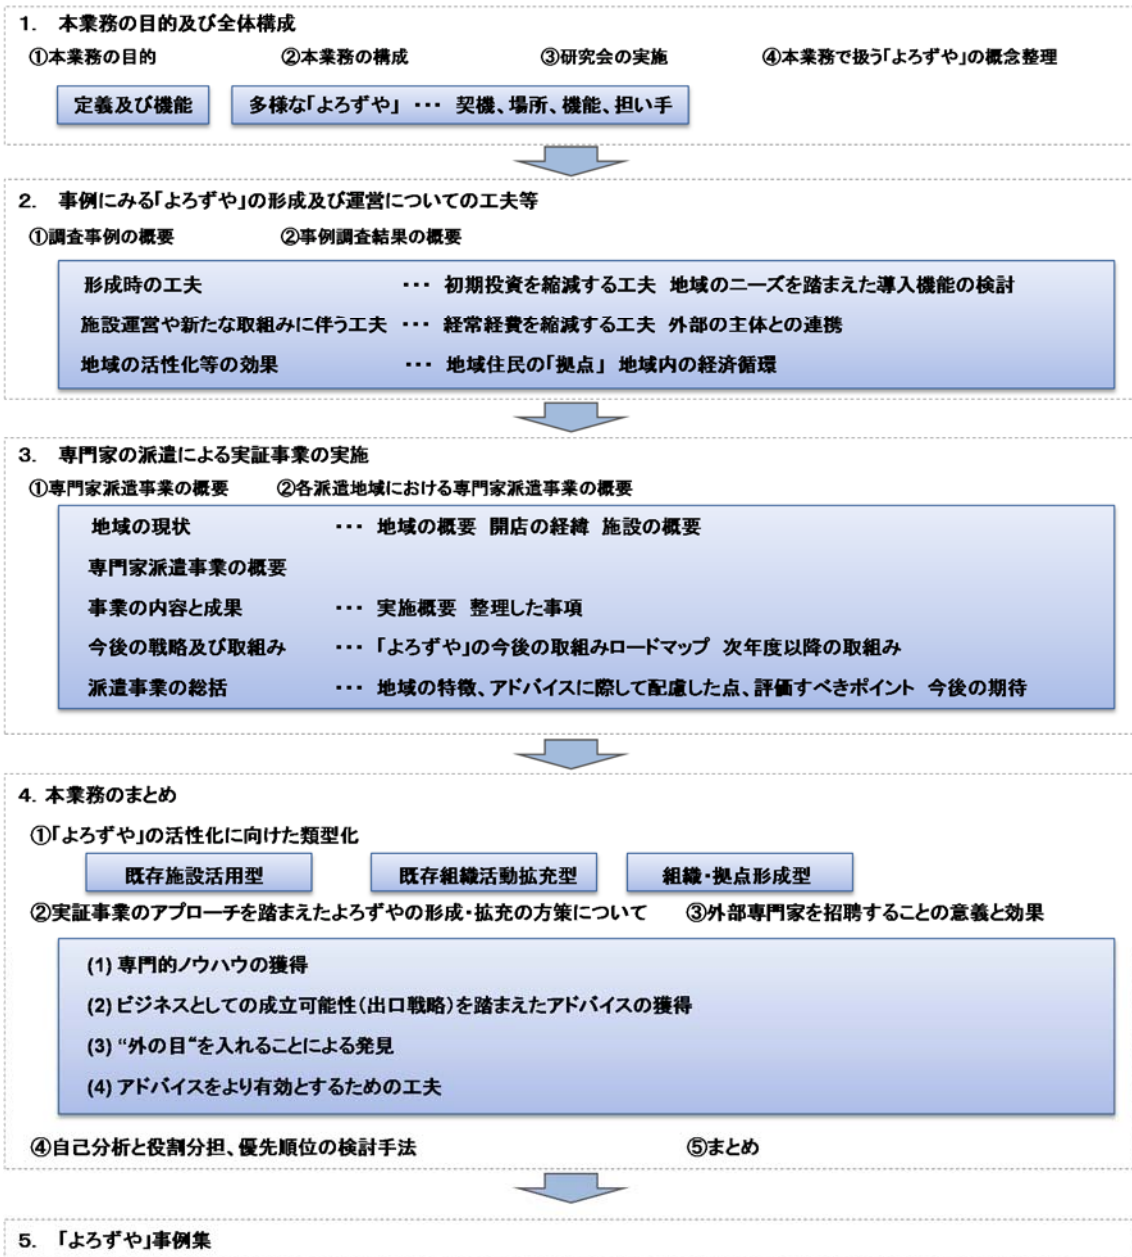 1. 本業務の目的及び全体構成
①本業務の目的 ②本業務の構成 ③研究会の実施 ④本業務で扱う「よろずや」の概念整理
定義及び機能 多様な「よろずや」 ・・・ 契機、場所、機能、担い手
2. 事例にみる「よろずや」の形成及び運営についての工夫等
①調査事例の概要 ②事例調査結果の概要
形成時の工夫 ・・・ 初期投資を縮減する工夫 地域のニーズを踏まえた導入機能の検討
施設運営や新たな取組みに伴う工夫 ・・・ 経常経費を縮減する工夫 外部の主体との連携
地域の活性化等の効果 ・・・ 地域住民の「拠点」 地域内の経済循環
3. 専門家の派遣による実証事業の実施
①専門家派遣事業の概要 ②各派遣地域における専門家派遣事業の概要
地域の現状 ・・・ 地域の概要 開店の経緯 施設の概要
専門家派遣事業の概要
事業の内容と成果 ・・・ 実施概要 整理した事項
今後の戦略及び取組み ・・・ 「よろずや」の今後の取組みロードマップ 次年度以降の取組み
派遣事業の総括 ・・・ 地域の特徴、アドバイスに際して配慮した点、評価すべきポイント 今後の期待
4. 本業務のまとめ
①「よろずや」の活性化に向けた類型化
既存施設活用型 既存組織活動拡充型 組織・拠点形成型
②実証事業のアプローチを踏まえたよろずやの形成・拡充の方策について ③外部専門家を招聘することの意義と効果
(1) 専門的ノウハウの獲得
(2) ビジネスとしての成立可能性(出口戦略)を踏まえたアドバイスの獲得
(3) “外の目“を入れることによる発見
(4) アドバイスをより有効とするための工夫
④自己分析と役割分担、優先順位の検討手法 ⑤まとめ
5. 「よろずや」事例集